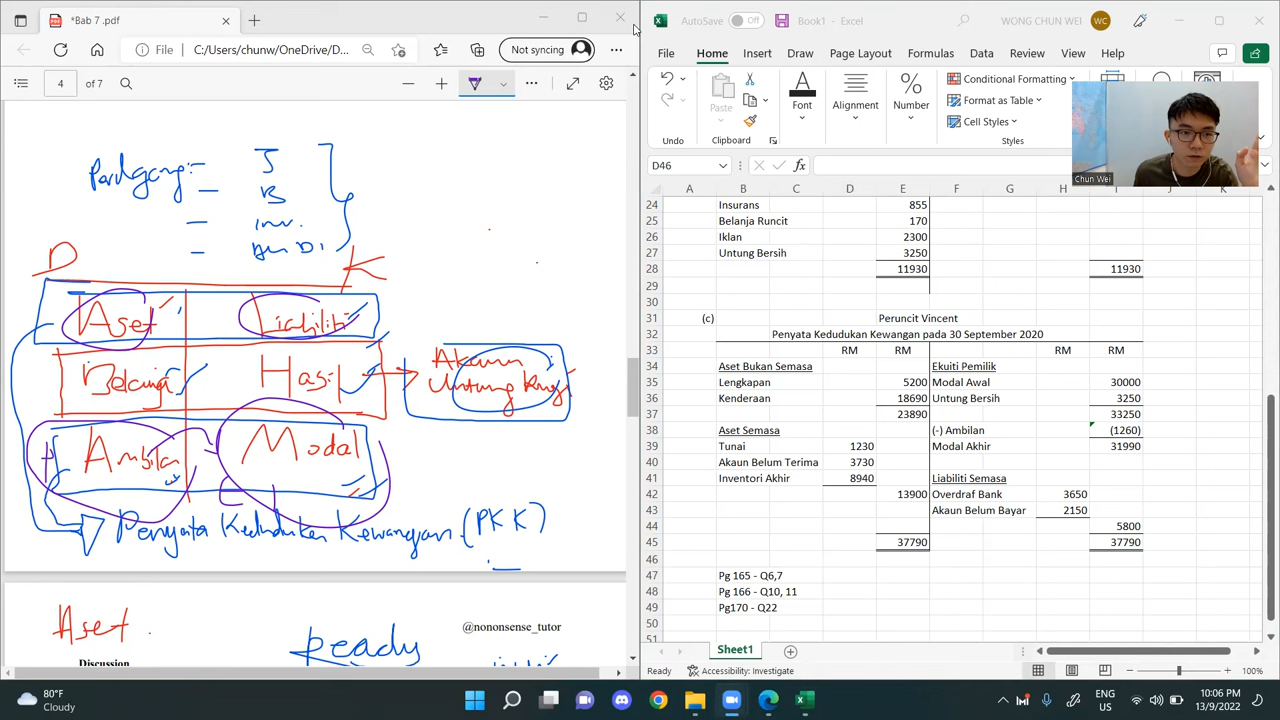 *Bab 7 .pdf
File C:/Users/chunw/OneDrive/D... Not syncing
4 of 7
D K
Aset Liabiliti
Belanja Hasil
Akaun
Untung Rugi
Ambilan Modal
Penyata Kedudukan Kewangan (PKK)
Aset
Ready
@nononsense_tutor
Discussion
AutoSave Off Book1 - Excel WONG CHUN WEI WC
File Home Insert Draw Page Layout Formulas Data Review View Help
Undo Paste Clipboard Font Alignment Number
Conditional Formatting
Format as Table
Cell Styles
Styles
Chun Wei
D46 fx
A B C D E F G H K
24 Insurans 855
25 Belanja Runcit 170
26 Iklan 2300
27 Untung Bersih 3250
28 11930 11930
29
30
31 (c) Peruncit Vincent
32 Penyata Kedudukan Kewangan pada 30 September 2020
33 RM RM RM RM
34 Aset Bukan Semasa Ekuiti Pemilik
35 Lengkapan 5200 Modal Awal 30000
36 Kenderaan 18690 Untung Bersih 3250
37 23890 33250
38 Aset Semasa (-) Ambilan (1260)
39 Tunai 1230 Modal Akhir 31990
40 Akaun Belum Terima 3730
41 Inventori Akhir 8940 Liabiliti Semasa
42 13900 Overdraf Bank 3650
43 Akaun Belum Bayar 2150
44 5800
45 37790 37790
46
47 Pg 165 - Q6,7
48 Pg 166 - Q10, 11
49 Pg170 - Q22
50
51
Sheet1
Ready Accessibility: Investigate 100%
80°F
Cloudy
ENG
US
10:06 PM
13/9/2022